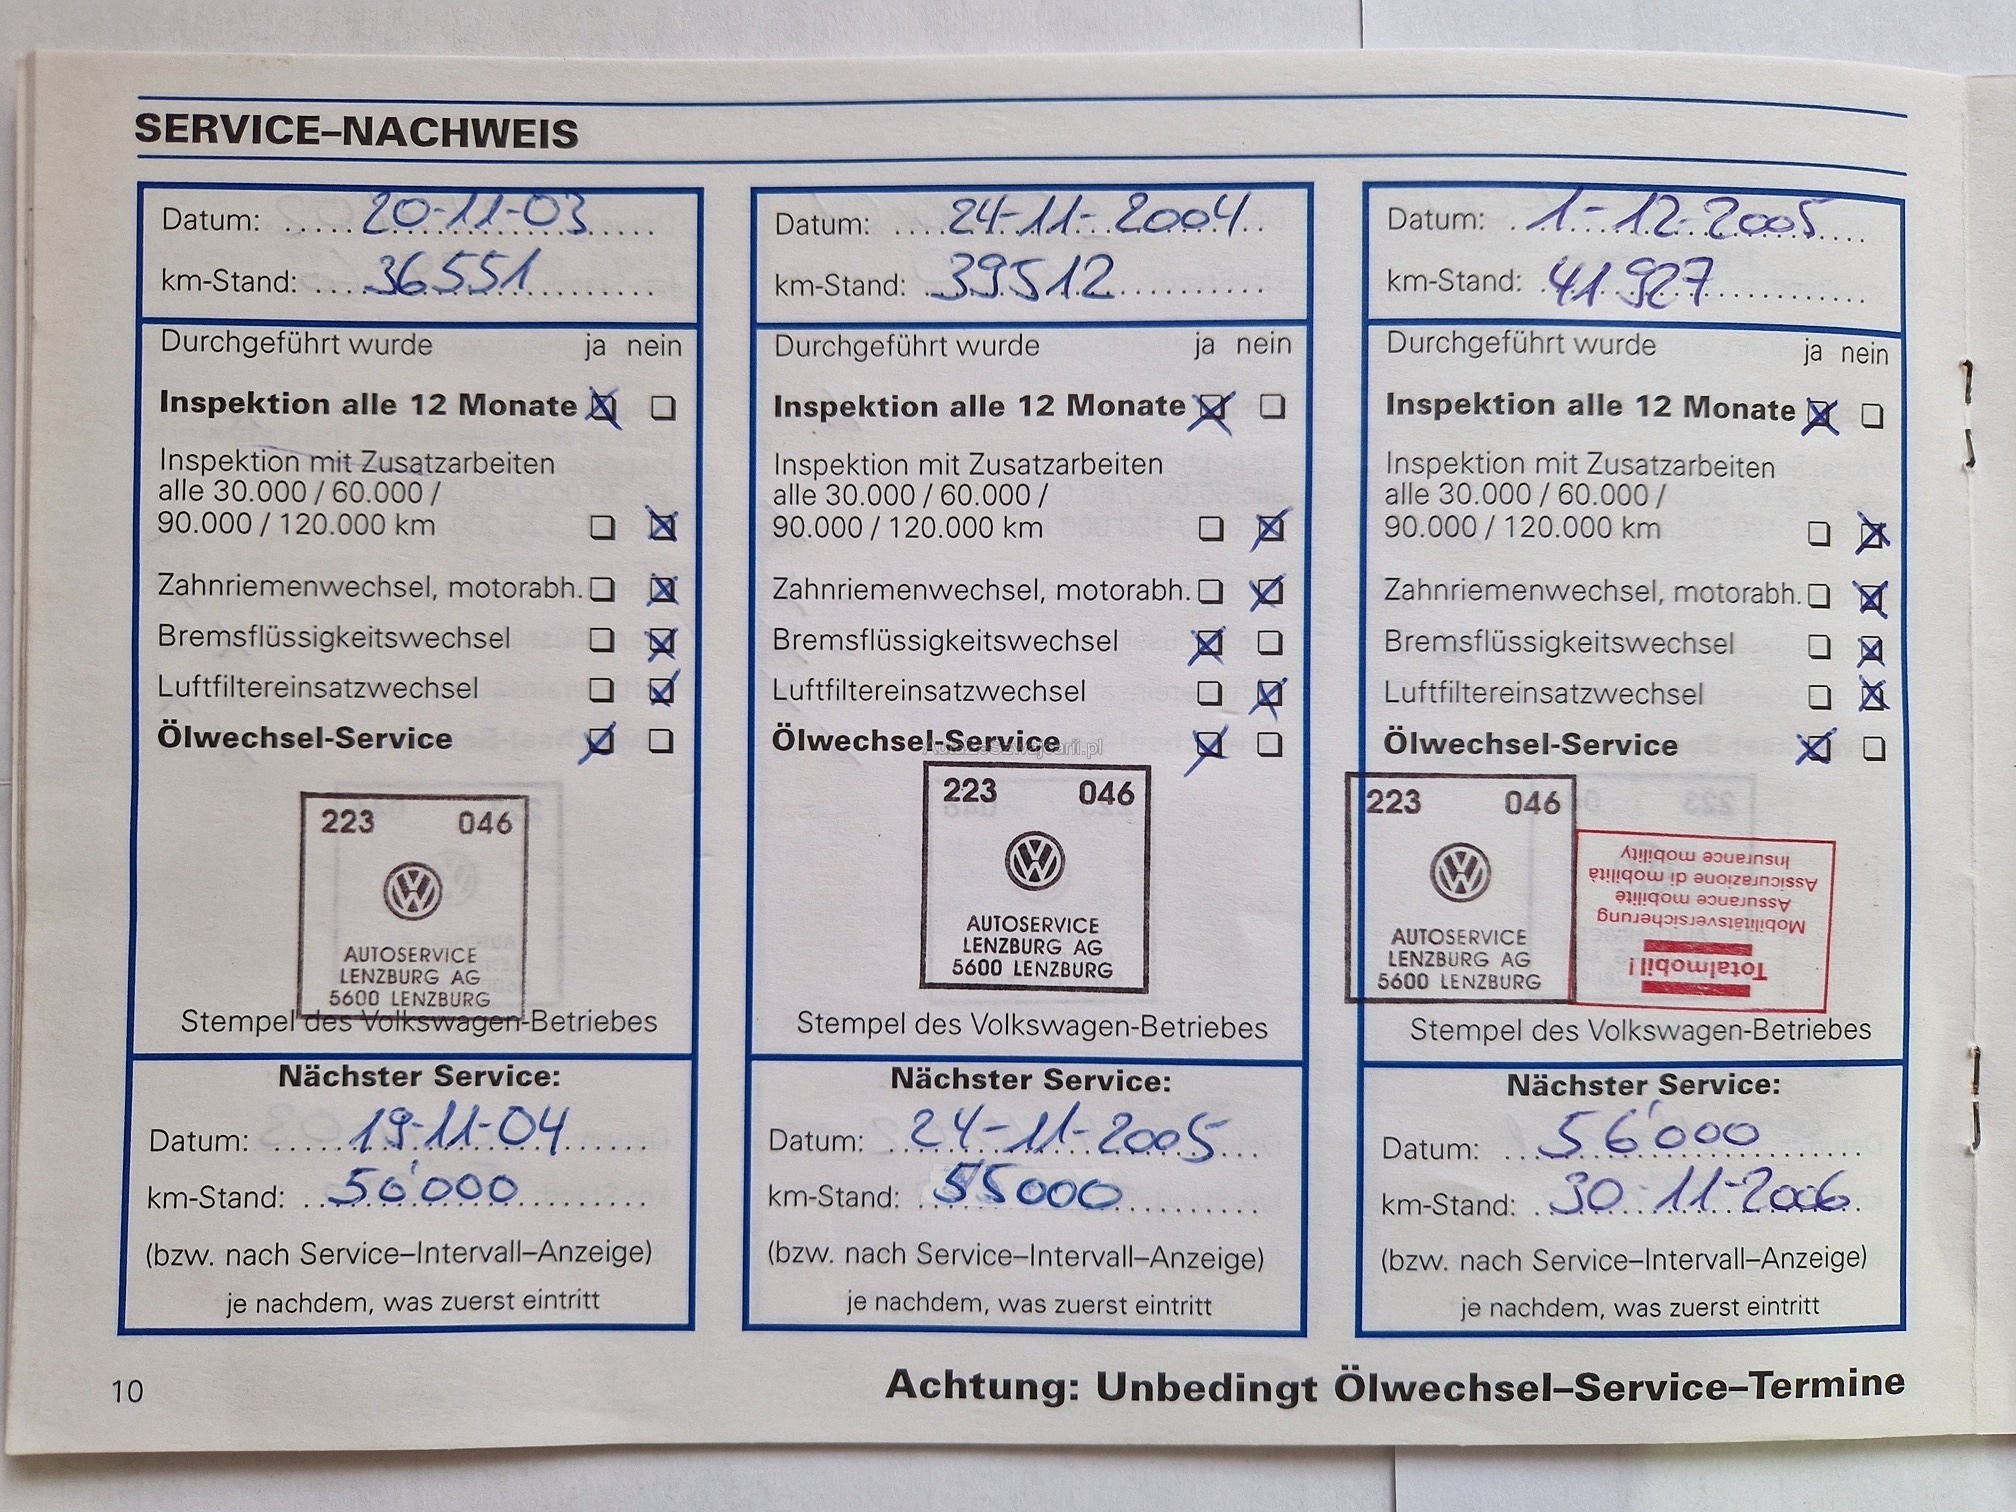 SERVICE–NACHWEIS
Datum: 20-11-03
km-Stand: 36551
Durchgeführt wurde ja nein
Inspektion alle 12 Monate
Inspektion mit Zusatzarbeiten
alle 30.000 / 60.000 /
90.000 / 120.000 km
Zahnriemenwechsel, motorabh.
Bremsflüssigkeitswechsel
Luftfiltereinsatzwechsel
Ölwechsel-Service
223 046
AUTOSERVICE
LENZBURG AG
5600 LENZBURG
Stempel des Volkswagen-Betriebes
Nächster Service:
Datum: 19-11-04
km-Stand: 50'000
(bzw. nach Service–Intervall–Anzeige)
je nachdem, was zuerst eintritt
Datum: 24-11-2004
km-Stand: 39512
Durchgeführt wurde ja nein
Inspektion alle 12 Monate
Inspektion mit Zusatzarbeiten
alle 30.000 / 60.000 /
90.000 / 120.000 km
Zahnriemenwechsel, motorabh.
Bremsflüssigkeitswechsel
Luftfiltereinsatzwechsel
Ölwechsel-Service
223 046
AUTOSERVICE
LENZBURG AG
5600 LENZBURG
Stempel des Volkswagen-Betriebes
Nächster Service:
Datum: 24-11-2005
km-Stand: 55000
(bzw. nach Service–Intervall–Anzeige)
je nachdem, was zuerst eintritt
Datum: 1-12-2005
km-Stand: 41927
Durchgeführt wurde ja nein
Inspektion alle 12 Monate
Inspektion mit Zusatzarbeiten
alle 30.000 / 60.000 /
90.000 / 120.000 km
Zahnriemenwechsel, motorabh.
Bremsflüssigkeitswechsel
Luftfiltereinsatzwechsel
Ölwechsel-Service
223 046
AUTOSERVICE
LENZBURG AG
5600 LENZBURG
Totalmobil!
Mobilitätsversicherung
Assurance mobilité
Assicurazione di mobilità
Insurance mobility
Stempel des Volkswagen-Betriebes
Nächster Service:
Datum: 56'000
km-Stand: 30-11-2006
(bzw. nach Service–Intervall–Anzeige)
je nachdem, was zuerst eintritt
10
Achtung: Unbedingt Ölwechsel–Service–Termine